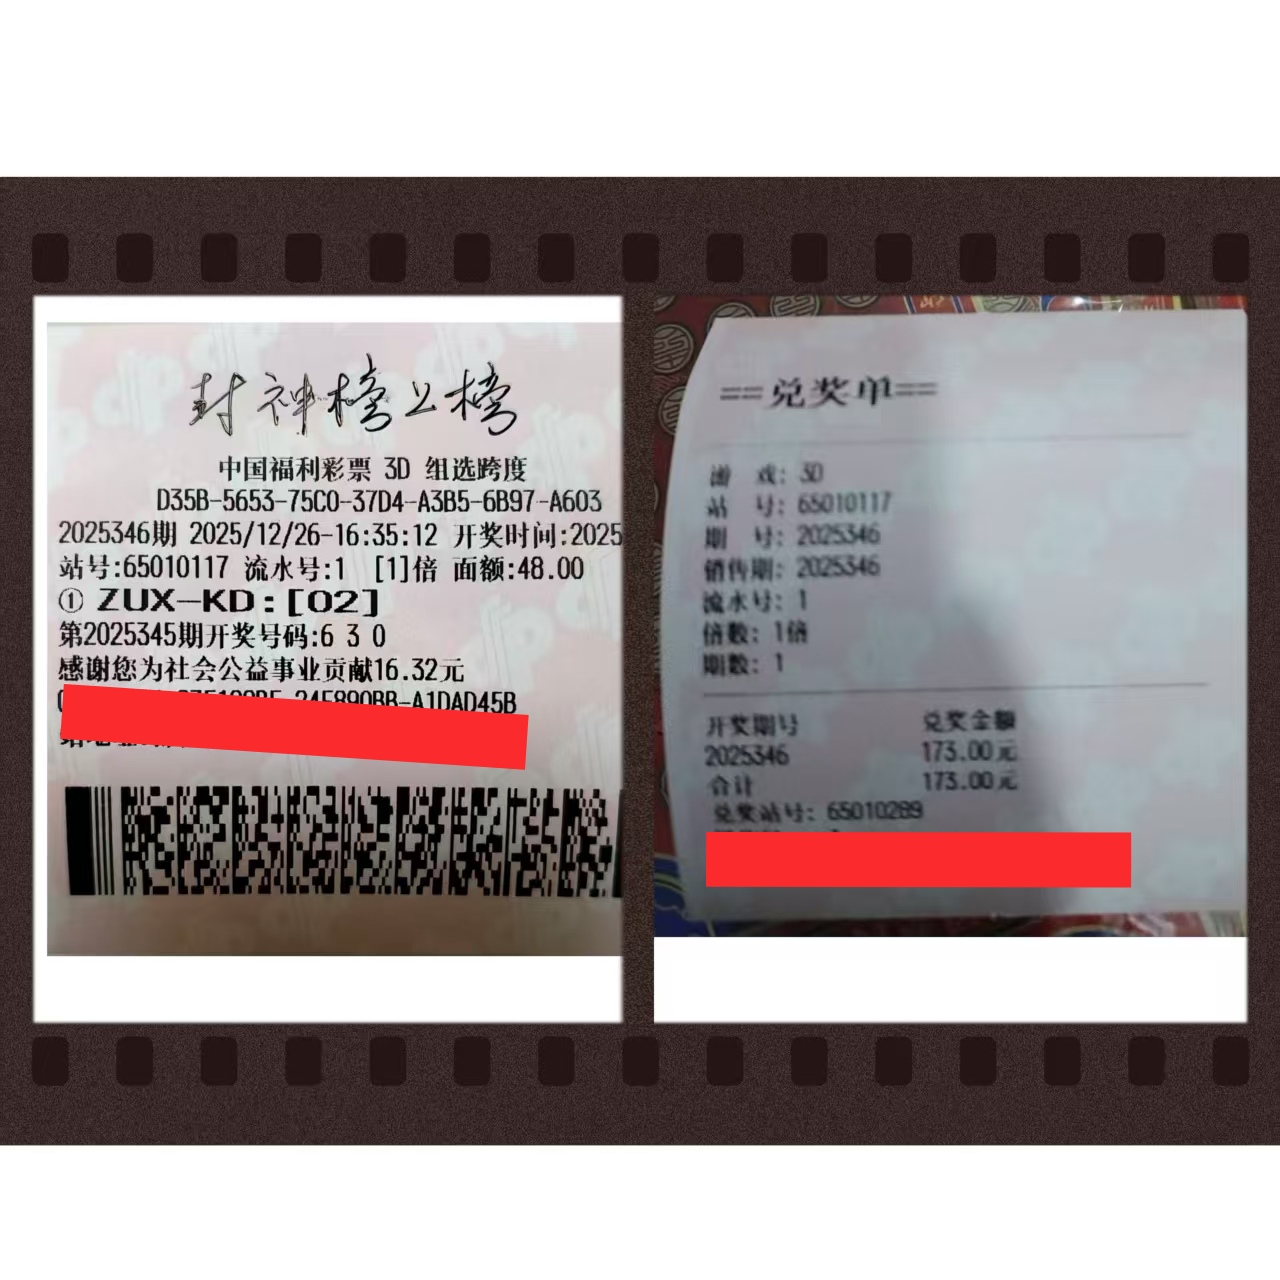 封神榜上榜
中国福利彩票 3D 组选跨度
D35B-5653-75C0-37D4-A3B5-6B97-A603
2025346期 2025/12/26-16:35:12 开奖时间:2025
站号:65010117 流水号:1 [1]倍 面额:48.00
① ZUX-KD:[02]
第2025345期开奖号码:6 3 0
感谢您为社会公益事业贡献16.32元
-A1DAD45B
==兑奖单==
游 戏: 3D
站 号: 65010117
期 号: 2025346
销售期: 2025346
流水号: 1
倍数: 1倍
期数: 1
开奖期号 兑奖金额
2025346 173.00元
合计 173.00元
兑奖站号: 65010289